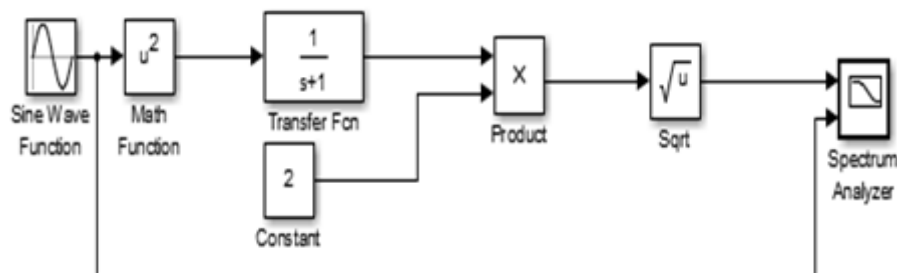 u²
1
s+1
X
√u
Sine Wave
Function
Math
Function
Transfer Fcn
Product
Sqrt
Spectrum
Analyzer
2
Constant